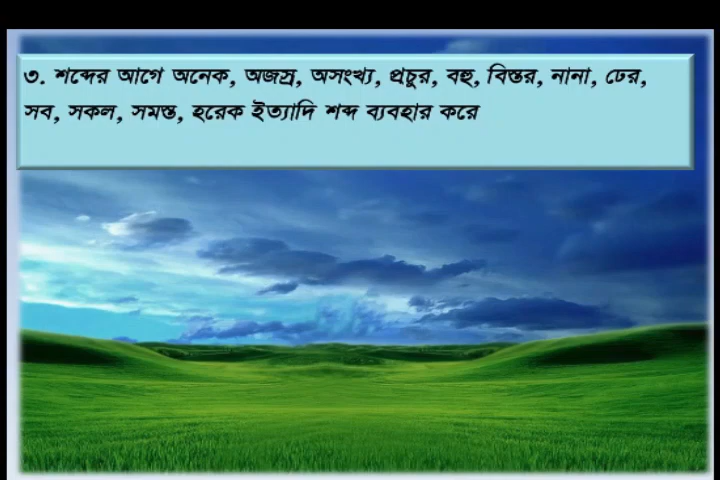 ৩. শব্দের আগে অনেক, অজস্র, অসংখ্য, প্রচুর, বহু, বিস্তর, নানা, ঢের,
সব, সকল, সমস্ত, হরেক ইত্যাদি শব্দ ব্যবহার করে